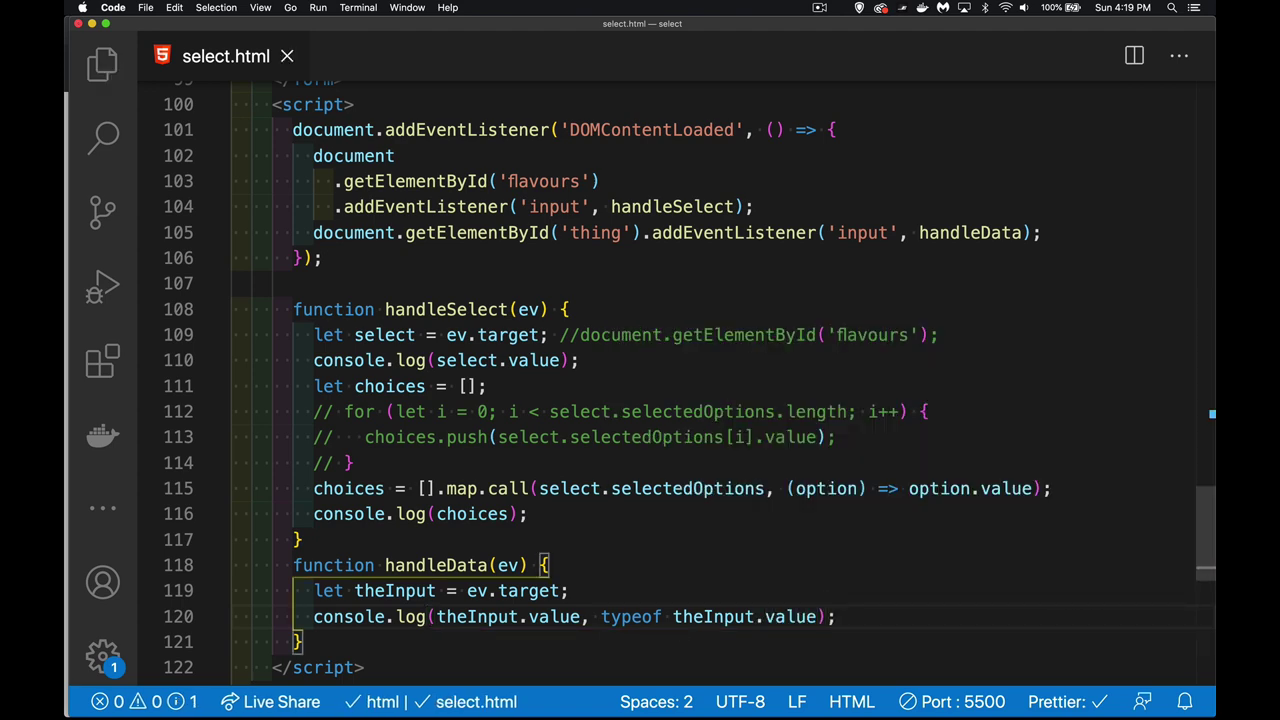 Code File Edit Selection View Go Run Terminal Window Help 100% Sun 4:19 PM
select.html — select
select.html
99 </form>
100 <script>
101 document.addEventListener('DOMContentLoaded', () => {
102 document
103 .getElementById('flavours')
104 .addEventListener('input', handleSelect);
105 document.getElementById('thing').addEventListener('input', handleData);
106 });
107
108 function handleSelect(ev) {
109 let select = ev.target; //document.getElementById('flavours');
110 console.log(select.value);
111 let choices = [];
112 // for (let i = 0; i < select.selectedOptions.length; i++) {
113 //   choices.push(select.selectedOptions[i].value);
114 // }
115 choices = [].map.call(select.selectedOptions, (option) => option.value);
116 console.log(choices);
117 }
118 function handleData(ev) {
119 let theInput = ev.target;
120 console.log(theInput.value, typeof theInput.value);
121 }
122 </script>
1
0 0 1 Live Share html select.html Spaces: 2 UTF-8 LF HTML Port : 5500 Prettier: